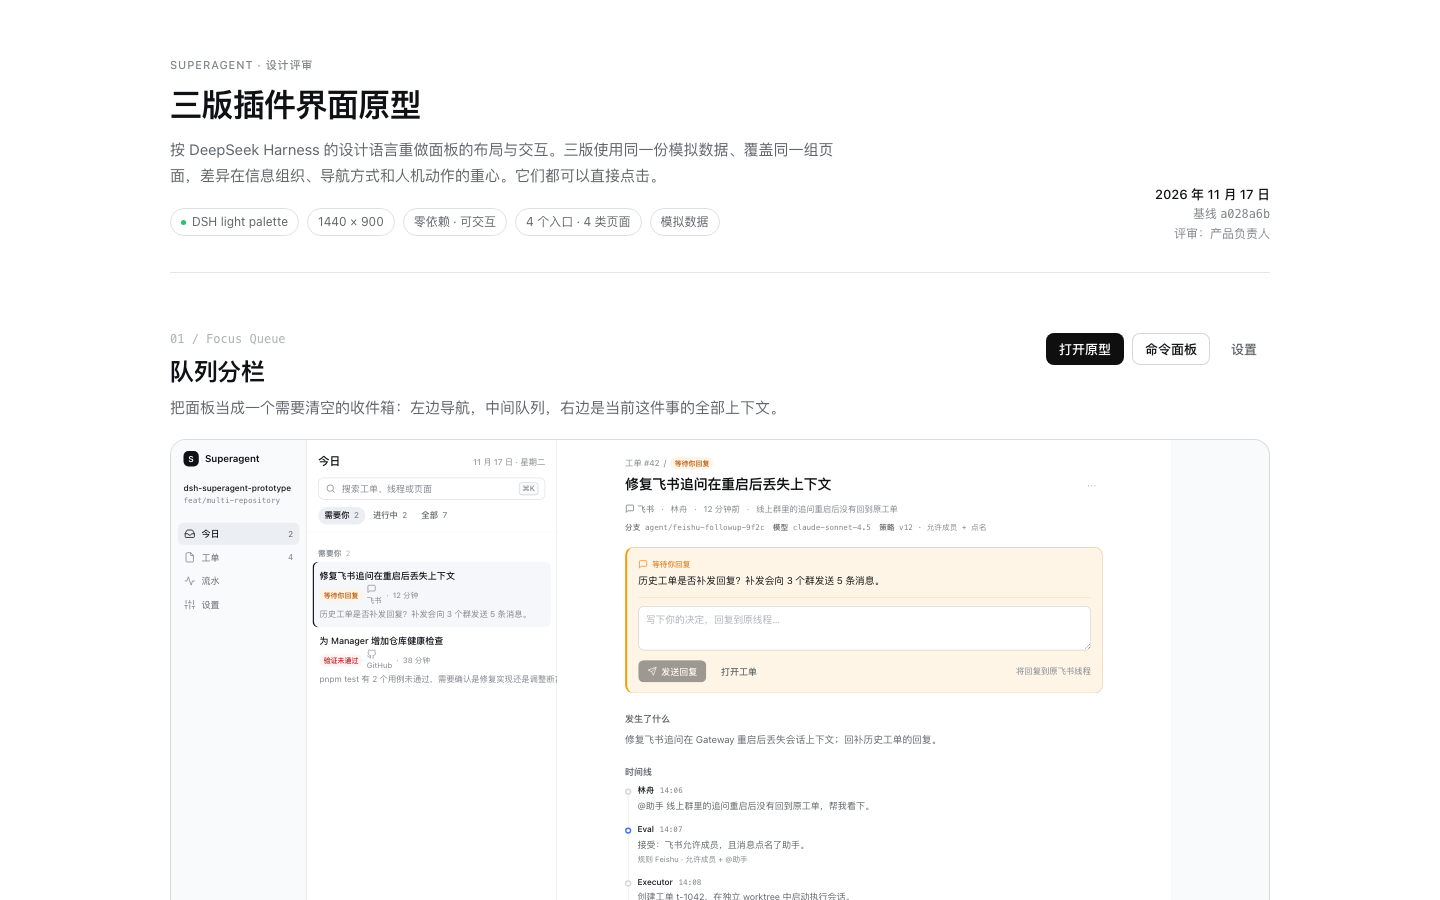 SUPERAGENT · 设计评审
三版插件界面原型
按 DeepSeek Harness 的设计语言重做面板的布局与交互。三版使用同一份模拟数据、覆盖同一组页
面，差异在信息组织、导航方式和人机动作的重心。它们都可以直接点击。
DSH light palette
1440 × 900
零依赖 · 可交互
4 个入口 · 4 类页面
模拟数据
2026 年 11 月 17 日
基线 a028a6b
评审：产品负责人
01 / Focus Queue
队列分栏
把面板当成一个需要清空的收件箱：左边导航，中间队列，右边是当前这件事的全部上下文。
打开原型
命令面板
设置
S Superagent
dsh-superagent-prototype
feat/multi-repository
今日 2
工单 4
流水
设置
今日
11 月 17 日 · 星期二
搜索工单、线程或页面 ⌘K
需要你 2 进行中 2 全部 7
需要你 2
修复飞书追问在重启后丢失上下文
等待你回复 飞书 · 12 分钟
历史工单是否补发回复？补发会向 3 个群发送 5 条消息。
为 Manager 增加仓库健康检查
验证未通过 GitHub · 38 分钟
pnpm test 有 2 个用例未通过，需要确认是修复实现还是调整断
工单 #42 / 等待你回复
修复飞书追问在重启后丢失上下文
···
飞书 · 林舟 · 12 分钟前 · 线上群里的追问重启后没有回到原工单
分支 agent/feishu-followup-9f2c 模型 claude-sonnet-4.5 策略 v12 · 允许成员 + 点名
等待你回复
历史工单是否补发回复？补发会向 3 个群发送 5 条消息。
写下你的决定，回复到原线程…
发送回复
打开工单
将回复到原飞书线程
发生了什么
修复飞书追问在 Gateway 重启后丢失会话上下文；回补历史工单的回复。
时间线
林舟 14:06
@助手 线上群里的追问重启后没有回到原工单，帮我看下。
Eval 14:07
接受：飞书允许成员，且消息点名了助手。
规则 Feishu · 允许成员 + @助手
Executor 14:08
创建工单 t-1042，在独立 worktree 中启动执行会话。